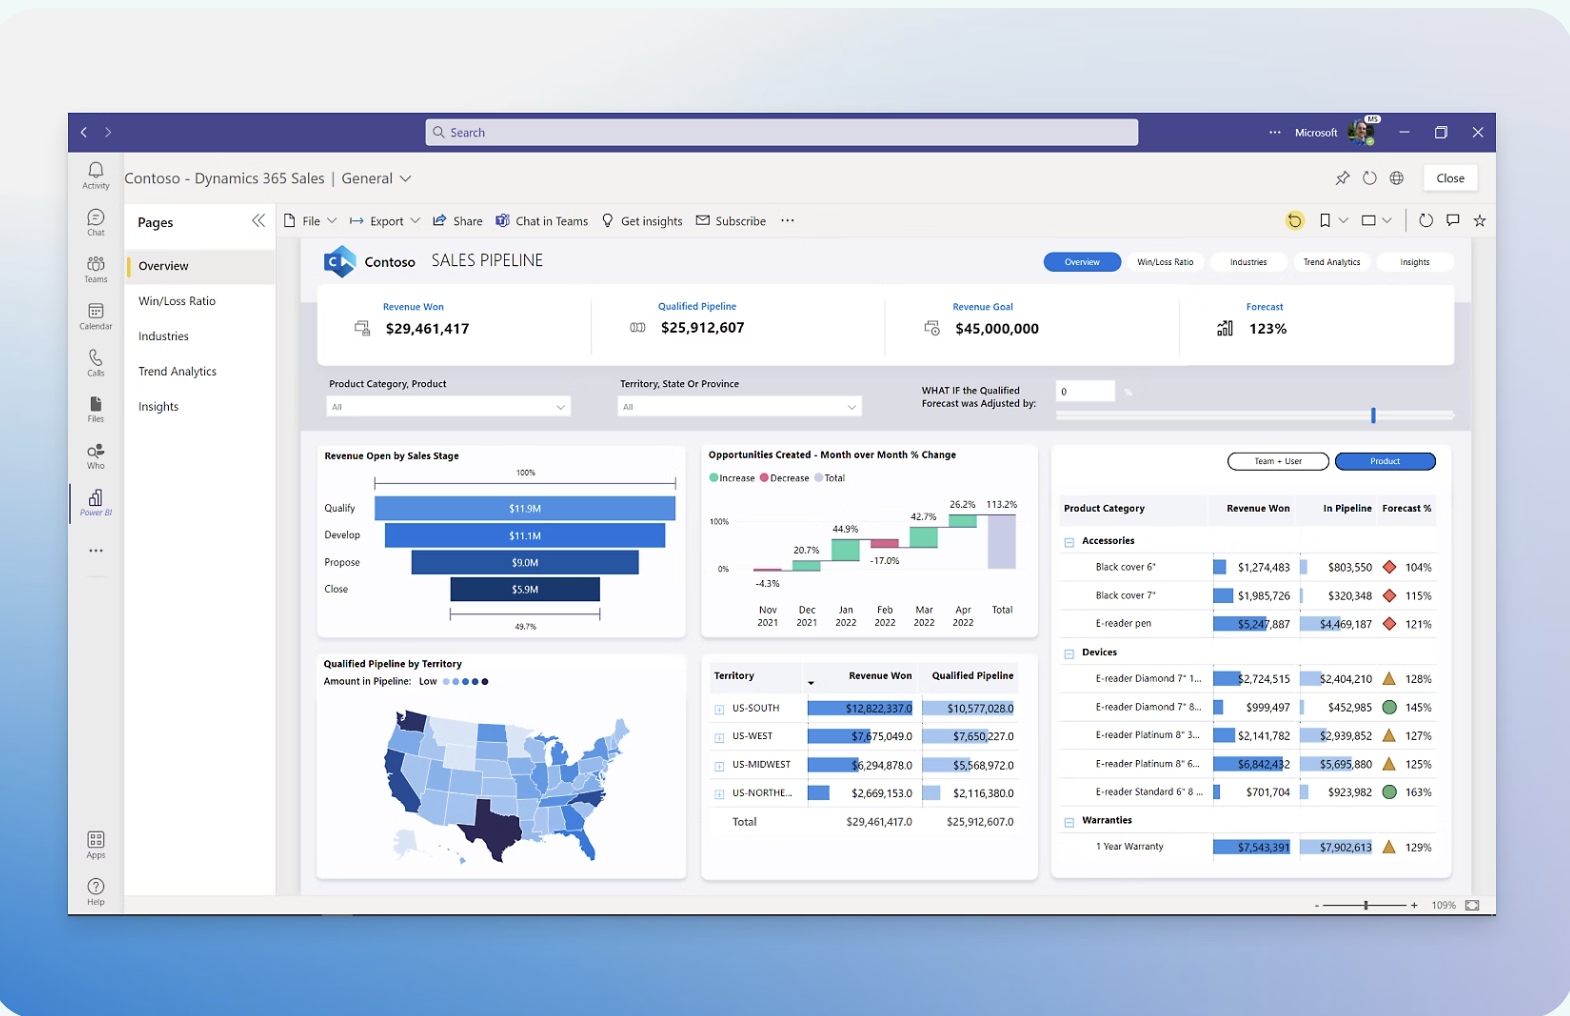 Search
Microsoft
MS
Activity
Chat
Teams
Calendar
Calls
Files
Who
Power BI
Apps
Help
Contoso - Dynamics 365 Sales | General
Close
Pages
Overview
Win/Loss Ratio
Industries
Trend Analytics
Insights
File
Export
Share
Chat in Teams
Get insights
Subscribe
Contoso SALES PIPELINE
Overview
Win/Loss Ratio
Industries
Trend Analytics
Insights
Revenue Won
$29,461,417
Qualified Pipeline
$25,912,607
Revenue Goal
$45,000,000
Forecast
123%
Product Category, Product
All
Territory, State Or Province
All
WHAT IF the Qualified
Forecast was Adjusted by:
0 %
Revenue Open by Sales Stage
100%
Qualify $11.9M
Develop $11.1M
Propose $9.0M
Close $5.9M
49.7%
Opportunities Created - Month over Month % Change
Increase Decrease Total
100%
0%
-4.3%
20.7%
44.9%
-17.0%
42.7%
26.2%
113.2%
Nov Dec Jan Feb Mar Apr Total
2021 2021 2022 2022 2022 2022
Team + User
Product
Product Category Revenue Won In Pipeline Forecast %
Accessories
Black cover 6" $1,274,483 $803,550 104%
Black cover 7" $1,985,726 $320,348 115%
E-reader pen $5,247,887 $4,469,187 121%
Devices
E-reader Diamond 7" 1... $2,724,515 $2,404,210 128%
E-reader Diamond 7" 8... $999,497 $452,985 145%
E-reader Platinum 8" 3... $2,141,782 $2,939,852 127%
E-reader Platinum 8" 6... $6,842,432 $5,695,880 125%
E-reader Standard 6" 8 ... $701,704 $923,982 163%
Warranties
1 Year Warranty $7,543,391 $7,902,613 129%
Qualified Pipeline by Territory
Amount in Pipeline: Low
Territory Revenue Won Qualified Pipeline
US-SOUTH $12,822,337.0 $10,577,028.0
US-WEST $7,675,049.0 $7,650,227.0
US-MIDWEST $6,294,878.0 $5,568,972.0
US-NORTHE... $2,669,153.0 $2,116,380.0
Total $29,461,417.0 $25,912,607.0
- + 109%